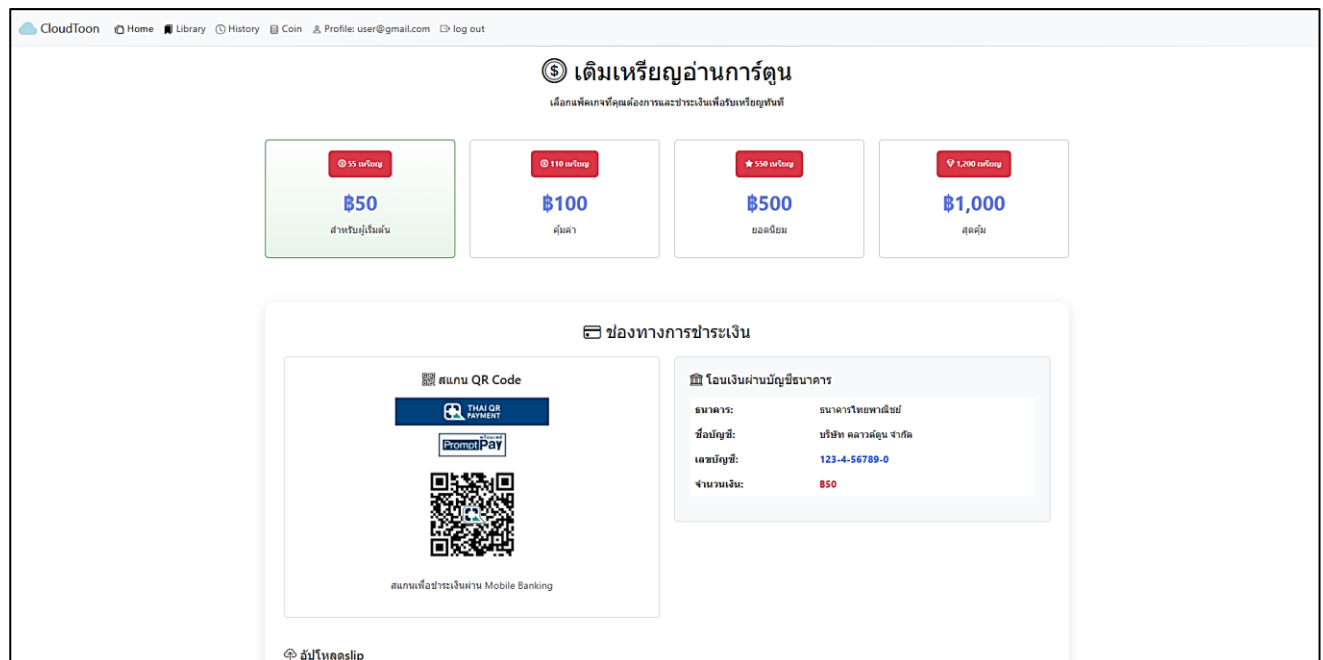 CloudToon Home Library History Coin Profile: user@gmail.com log out
เติมเหรียญอ่านการ์ตูน
เลือกแพ็คเกจที่คุณต้องการและชำระเงินเพื่อรับเหรียญทันที
55 เหรียญ
฿50
สำหรับผู้เริ่มต้น
110 เหรียญ
฿100
คุ้มค่า
550 เหรียญ
฿500
ยอดนิยม
1,200 เหรียญ
฿1,000
สุดคุ้ม
ช่องทางการชำระเงิน
สแกน QR Code
THAI QR
PAYMENT
พร้อมเพย์
PromptPay
สแกนเพื่อชำระเงินผ่าน Mobile Banking
โอนเงินผ่านบัญชีธนาคาร
ธนาคาร: ธนาคารไทยพาณิชย์
ชื่อบัญชี: บริษัท คลาวด์ตูน จำกัด
เลขบัญชี: 123-4-56789-0
จำนวนเงิน: ฿50
อัปโหลดslip